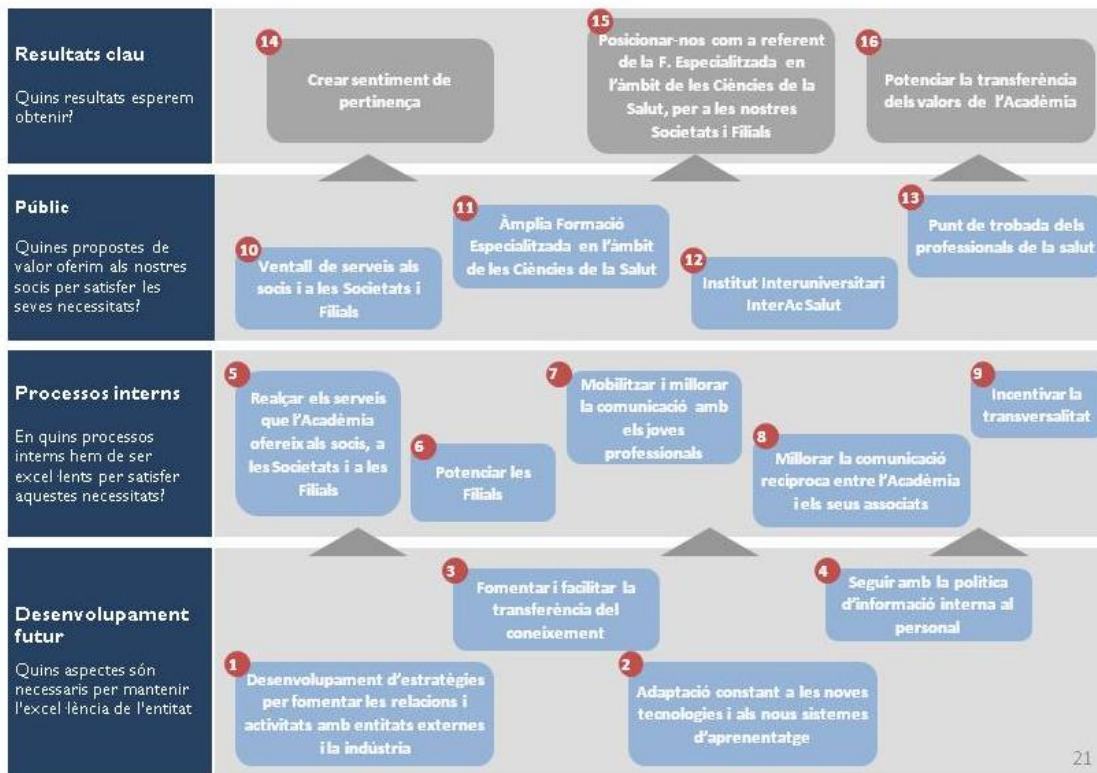 Resultats clau
Quins resultats esperem
obtenir?
14
Crear sentiment de
pertinença
15
Posicionar-nos com a referent
de la F. Especialitzada en
l'àmbit de les Ciències de la
Salut, per a les nostres
Societats i Filials
16
Potenciar la transferència
dels valors de l'Acadèmia
Públic
Quines propostes de
valor oferim als nostres
socis per satisfer les
seves necessitats?
10
Ventall de serveis als
socis i a les Societats i
Filials
11
Àmplia Formació
Especialitzada en l'àmbit
de les Ciències de la Salut
12
Institut Interuniversitari
InterAc Salut
13
Punt de trobada dels
professionals de la salut
Processos interns
En quins processos
interns hem de ser
excel·lents per satisfer
aquestes necessitats?
5
Realçar els serveis
que l'Acadèmia
ofereix als socis, a
les Societats i a les
Filials
6
Potenciar les
Filials
7
Mobilitzar i millorar
la comunicació amb
els joves
professionals
8
Millorar la comunicació
reciproca entre l'Acadèmia
i els seus associats
9
Incentivar la
transversalitat
Desenvolupament
futur
Quins aspectes són
necessaris per mantenir
l'excel·lència de l'entitat
1
Desenvolupament d'estratègies
per fomentar les relacions i
activitats amb entitats externes
i la indústria
2
Adaptació constant a les noves
tecnologies i als nous sistemes
d'aprenentatge
3
Fomentar i facilitar la
transferència del
coneixement
4
Seguir amb la política
d'informació interna al
personal
21